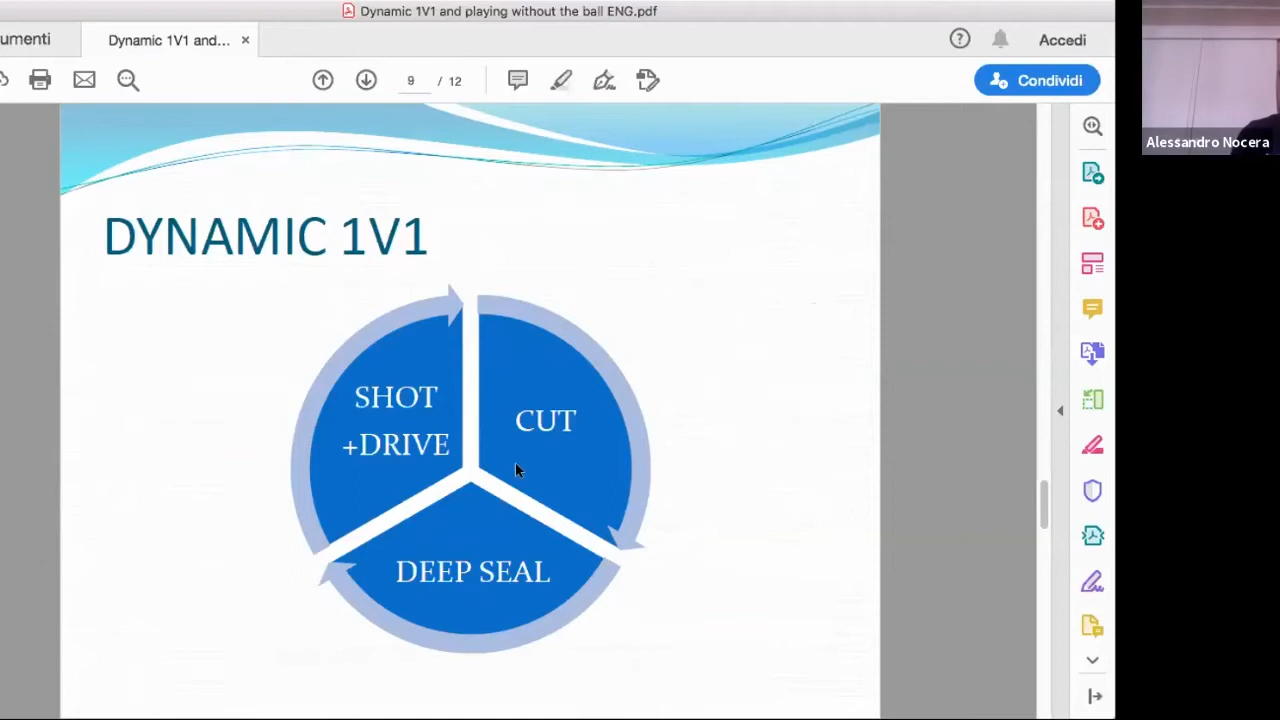 Dynamic 1V1 and playing without the ball ENG.pdf
umenti
Dynamic 1V1 and... ×
? Accedi
9 / 12
Condividi
Alessandro Nocera
DYNAMIC 1V1
SHOT
+DRIVE
CUT
DEEP SEAL